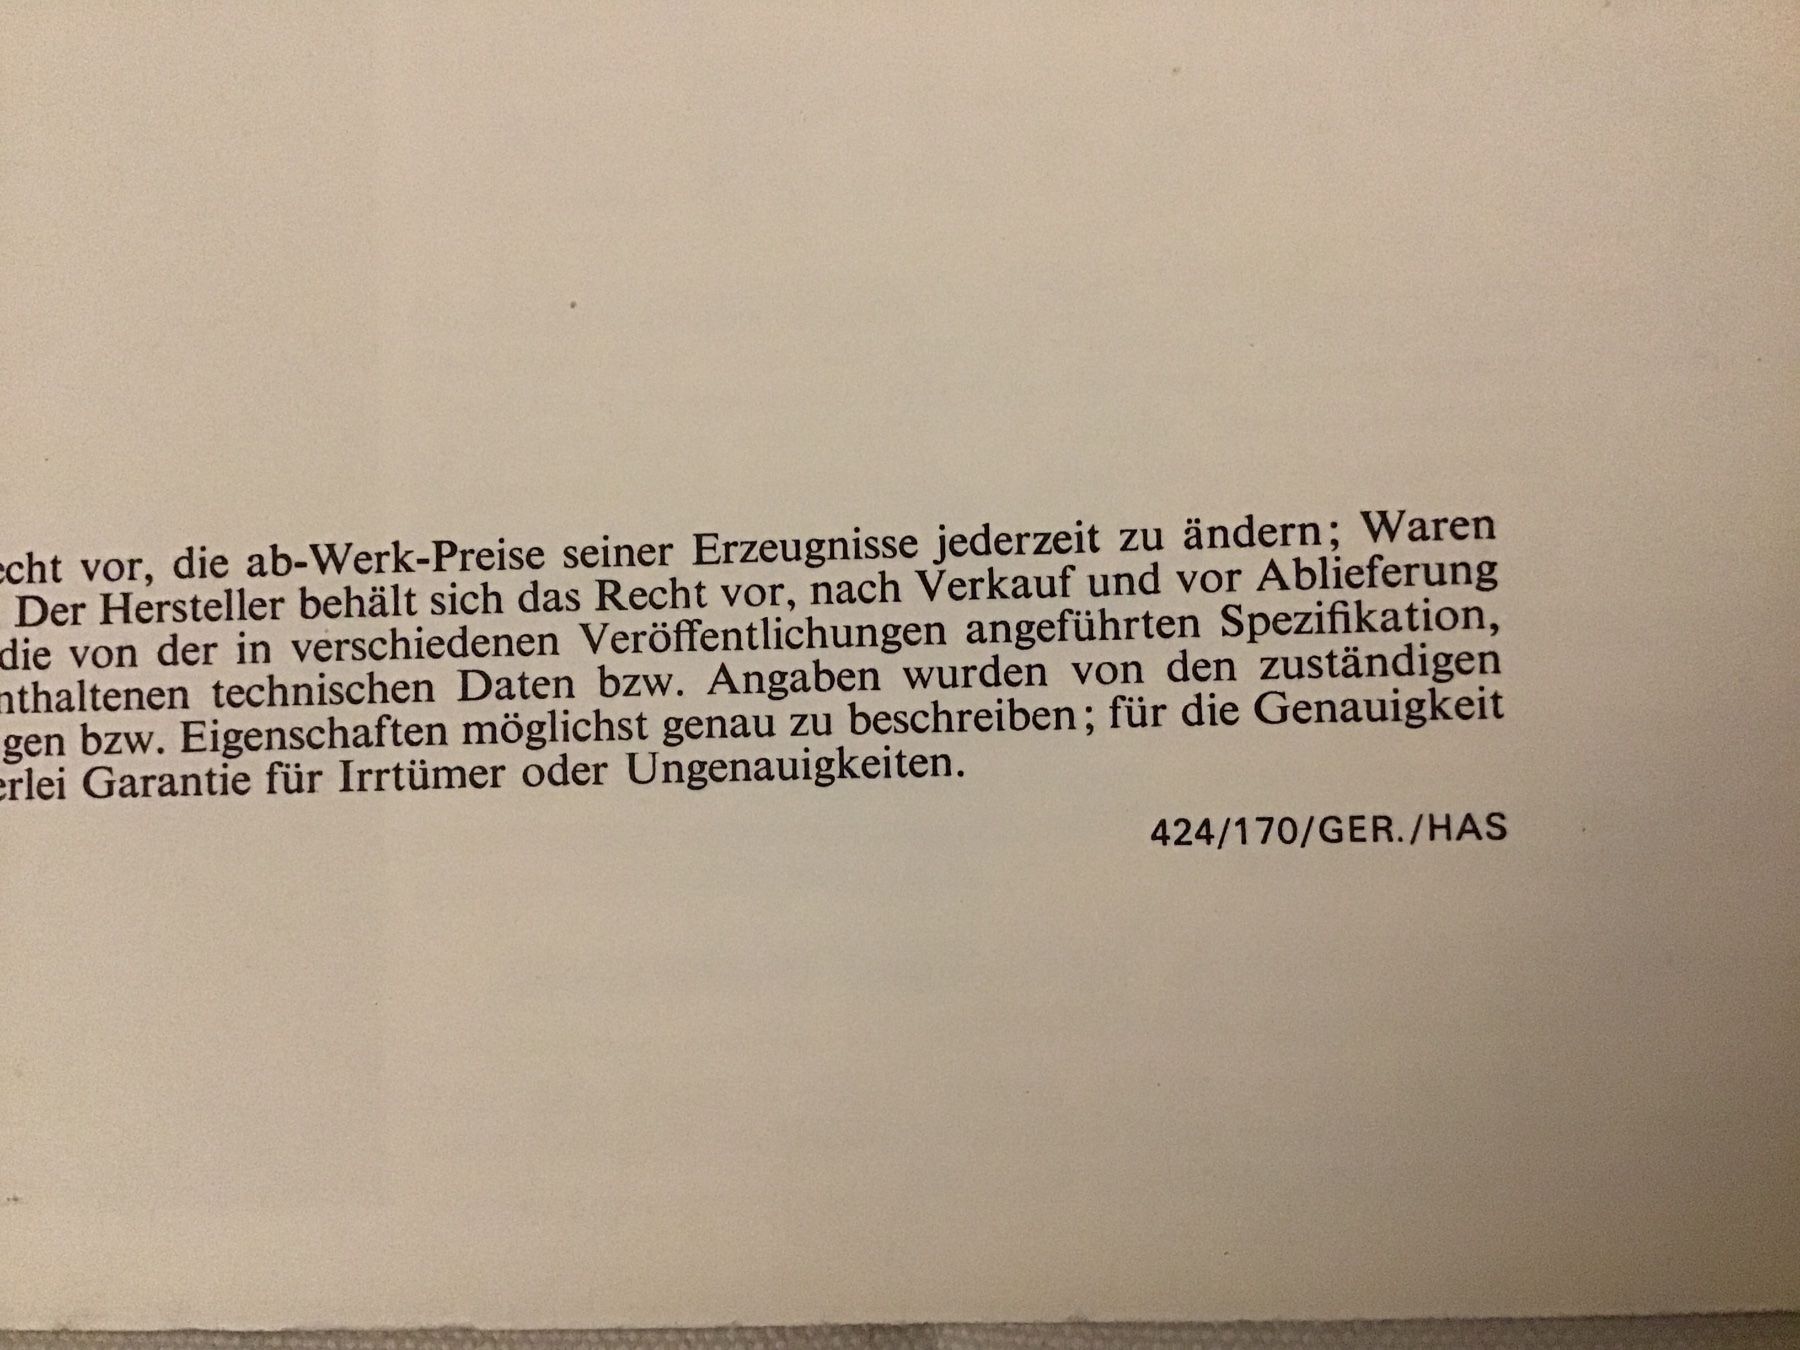 echt vor, die ab-Werk-Preise seiner Erzeugnisse jederzeit zu ändern; Waren
Der Hersteller behält sich das Recht vor, nach Verkauf und vor Ablieferung
die von der in verschiedenen Veröffentlichungen angeführten Spezifikation,
nthaltenen technischen Daten bzw. Angaben wurden von den zuständigen
gen bzw. Eigenschaften möglichst genau zu beschreiben; für die Genauigkeit
erlei Garantie für Irrtümer oder Ungenauigkeiten.
424/170/GER./HAS